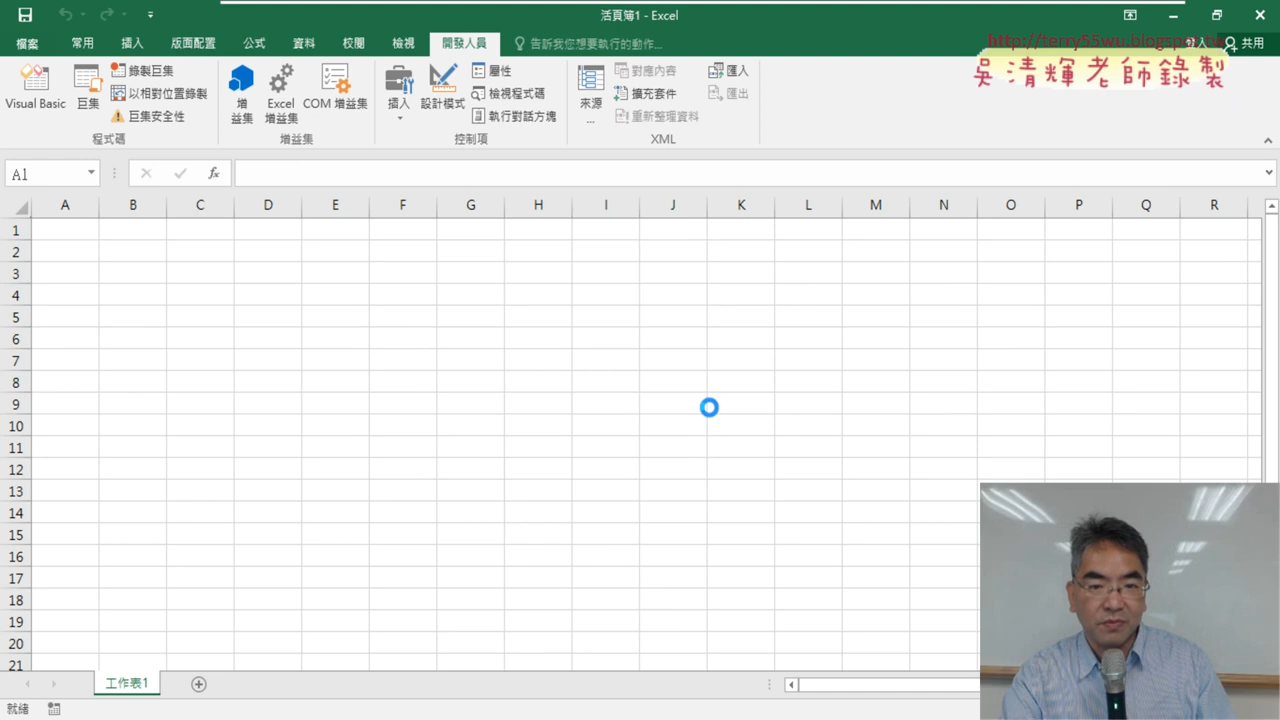 活頁簿1 - Excel
檔案 常用 插入 版面配置 公式 資料 校閱 檢視 開發人員 告訴我您想要執行的動作... 登入 共用
http://terry55wu.blogspot.tw
吳清輝老師錄製
Visual Basic 巨集 錄製巨集 以相對位置錄製 巨集安全性
增益集 Excel 增益集 COM 增益集
插入 設計模式 屬性 檢視程式碼 執行對話方塊
來源... 對應內容 擴充套件 重新整理資料 匯入 匯出
程式碼 增益集 控制項 XML
A1 fx
A B C D E F G H I J K L M N O P Q R
1
2
3
4
5
6
7
8
9
10
11
12
13
14
15
16
17
18
19
20
21
工作表1
就緒